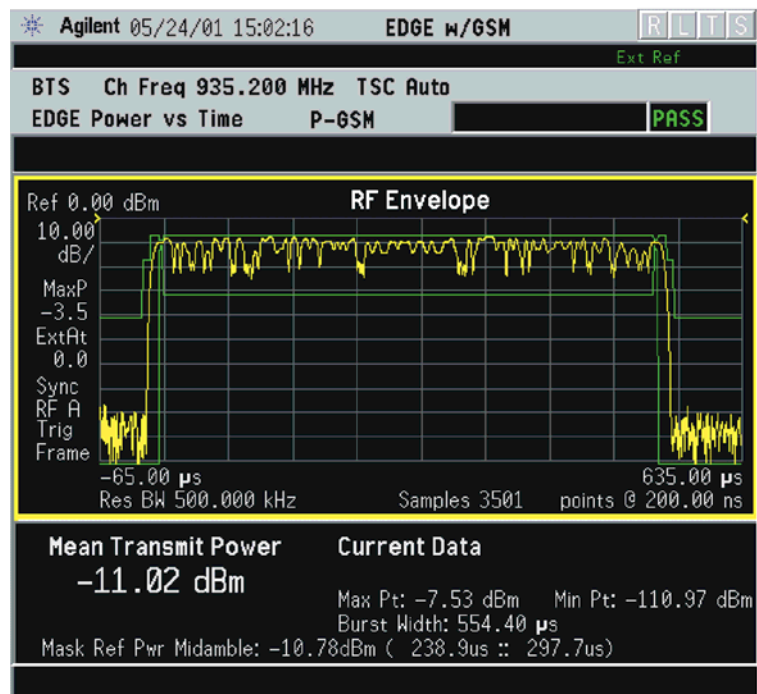 Agilent 05/24/01 15:02:16 EDGE w/GSM R L T S
Ext Ref
BTS Ch Freq 935.200 MHz TSC Auto
EDGE Power vs Time P-GSM PASS
Ref 0.00 dBm RF Envelope
10.00
dB/
MaxP
-3.5
ExtAt
0.0
Sync
RF A
Trig
Frame
-65.00 µs 635.00 µs
Res BW 500.000 kHz Samples 3501 points @ 200.00 ns
Mean Transmit Power Current Data
-11.02 dBm
Max Pt: -7.53 dBm Min Pt: -110.97 dBm
Burst Width: 554.40 µs
Mask Ref Pwr Midamble: -10.78dBm ( 238.9us :: 297.7us)